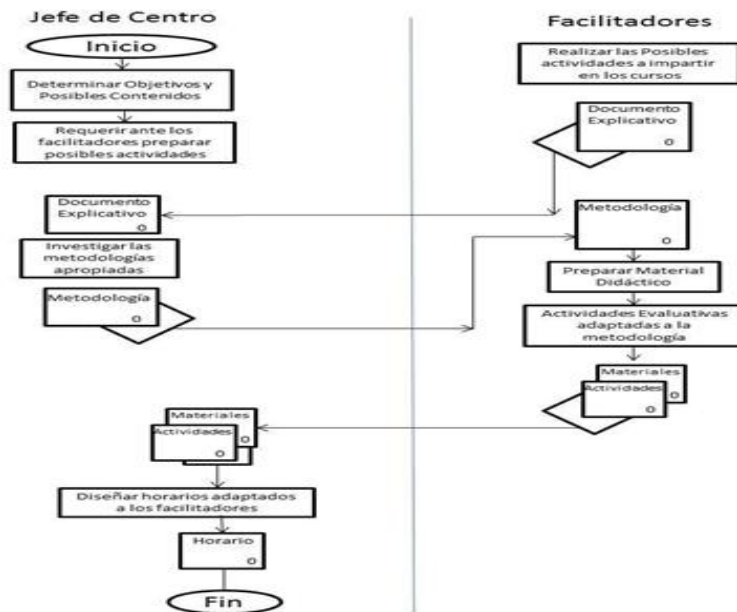 Jefe de Centro
Inicio
Determinar Objetivos y
Posibles Contenidos
Requerir ante los
facilitadores preparar
posibles actividades
Documento
Explicativo
0
Investigar las
metodologías
apropiadas
Metodología
0
Materiales
0
Actividades
0
Diseñar horarios adaptados
a los facilitadores
Horario
0
Fin
Facilitadores
Realizar las Posibles
actividades a impartir
en los cursos
Documento
Explicativo
0
Metodología
0
Preparar Material
Didáctico
Actividades Evaluativas
adaptadas a la
metodología
Materiales
0
Actividades
0